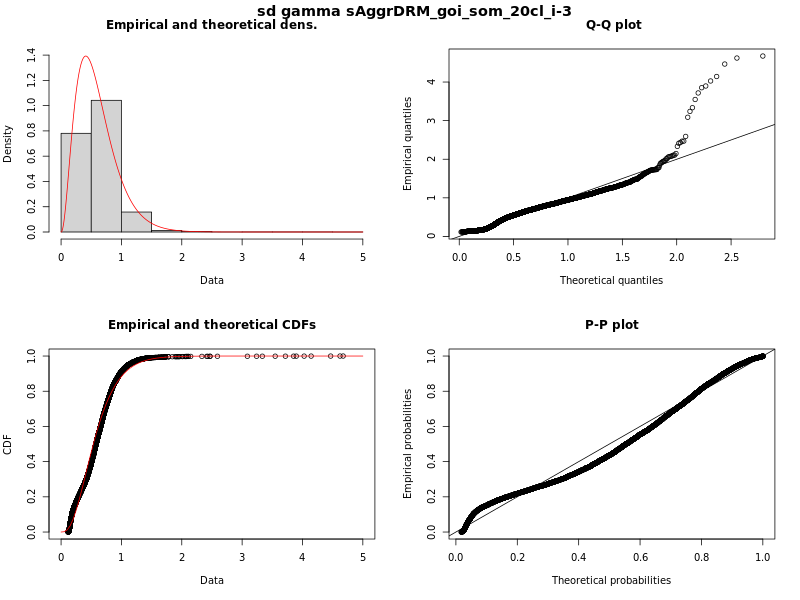 sd gamma sAggrDRM_goi_som_20cl_i-3
Empirical and theoretical dens.
Density
0.0 0.2 0.4 0.6 0.8 1.0 1.2 1.4
0 1 2 3 4 5
Data
Q-Q plot
Empirical quantiles
0 1 2 3 4
0.0 0.5 1.0 1.5 2.0 2.5
Theoretical quantiles
Empirical and theoretical CDFs
CDF
0.0 0.2 0.4 0.6 0.8 1.0
0 1 2 3 4 5
Data
P-P plot
Empirical probabilities
0.0 0.2 0.4 0.6 0.8 1.0
0.0 0.2 0.4 0.6 0.8 1.0
Theoretical probabilities